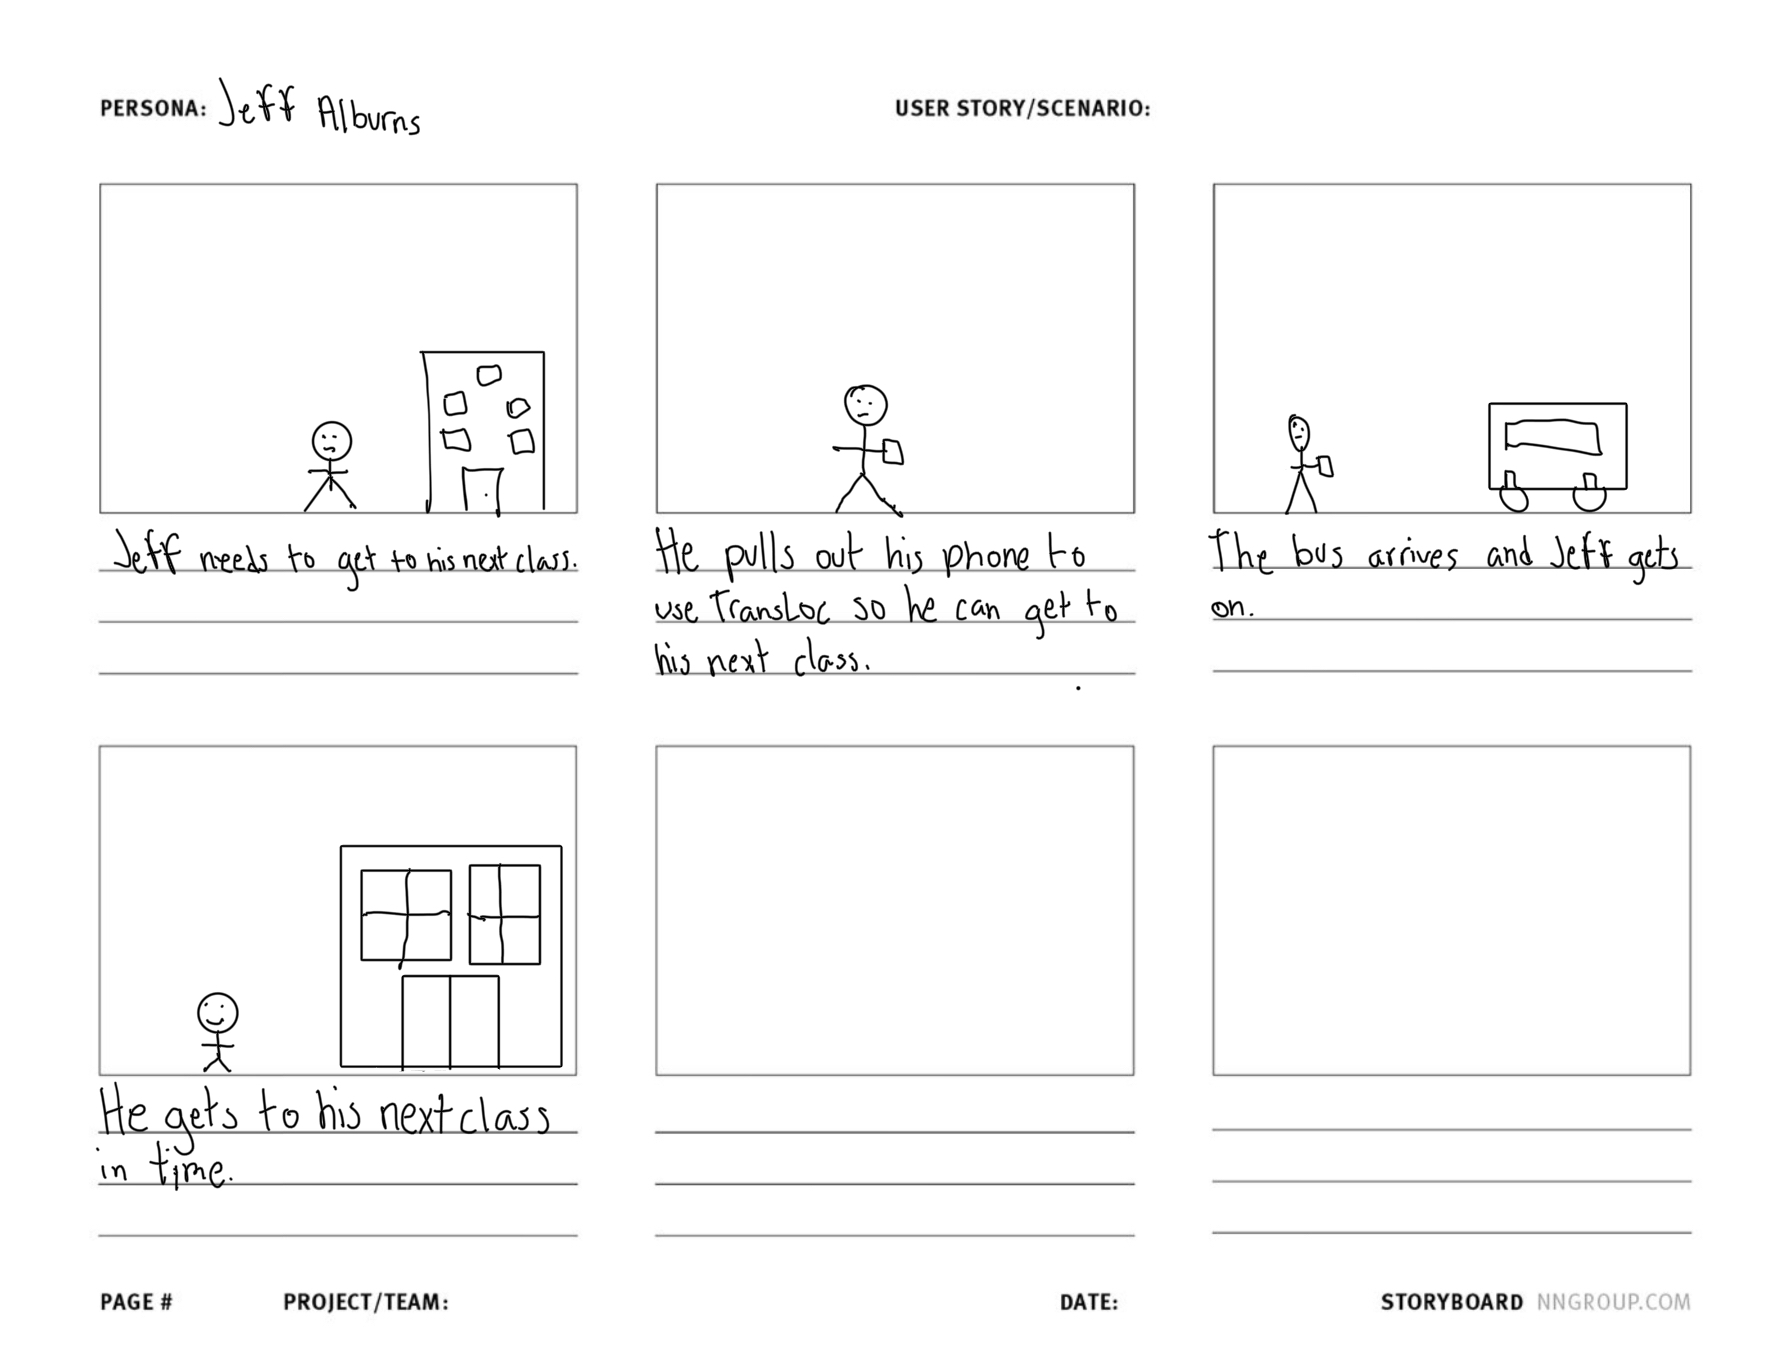 PERSONA: Jeff Alburns
USER STORY/SCENARIO:
Jeff needs to get to his next class.
He pulls out his phone to
use TransLoc so he can get to
his next class.
The bus arrives and Jeff gets
on.
He gets to his next class
in time.
PAGE #
PROJECT/TEAM:
DATE:
STORYBOARD NNGROUP.COM